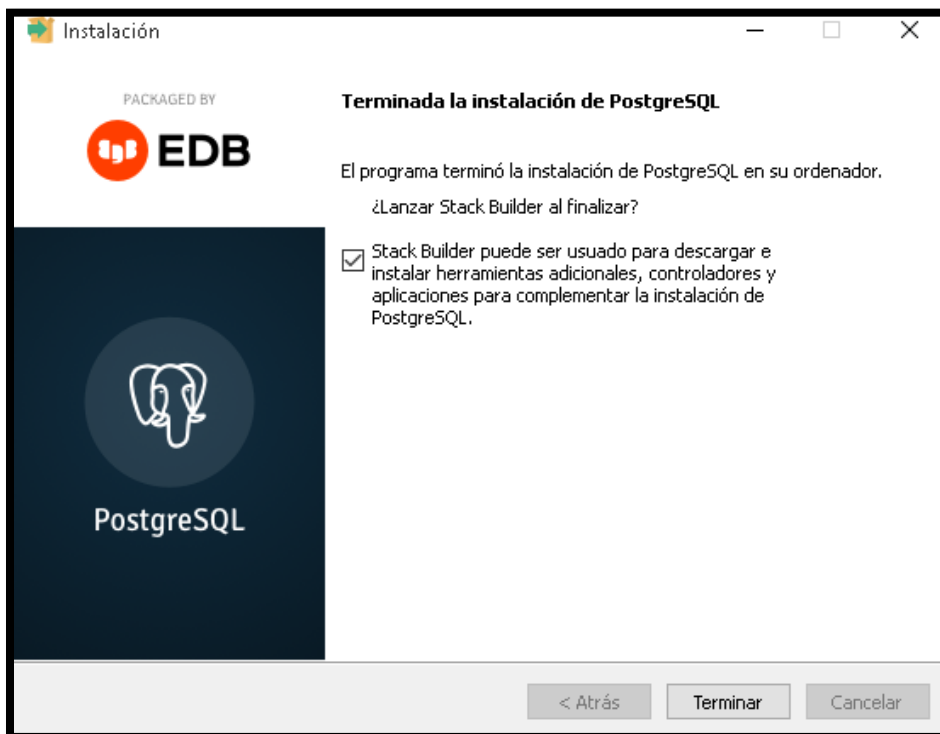 Instalación
PACKAGED BY
EDB
Terminada la instalación de PostgreSQL
El programa terminó la instalación de PostgreSQL en su ordenador.
¿Lanzar Stack Builder al finalizar?
Stack Builder puede ser usado para descargar e
instalar herramientas adicionales, controladores y
aplicaciones para complementar la instalación de
PostgreSQL.
PostgreSQL
< Atrás
Terminar
Cancelar